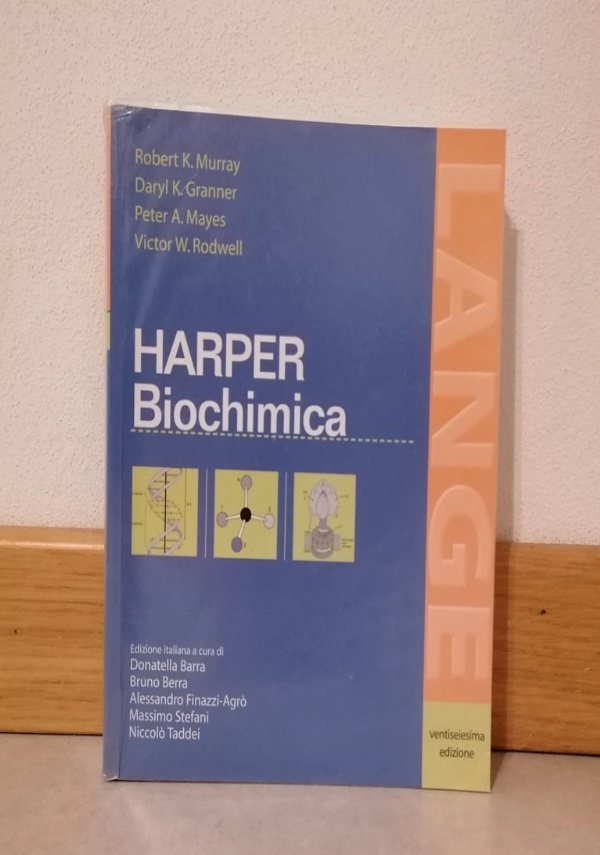 Robert K. Murray
Daryl K. Granner
Peter A. Mayes
Victor W. Rodwell
HARPER
Biochimica
Edizione italiana a cura di
Donatella Barra
Bruno Berra
Alessandro Finazzi-Agrò
Massimo Stefani
Niccolò Taddei
LANGE
ventiseiesima
edizione